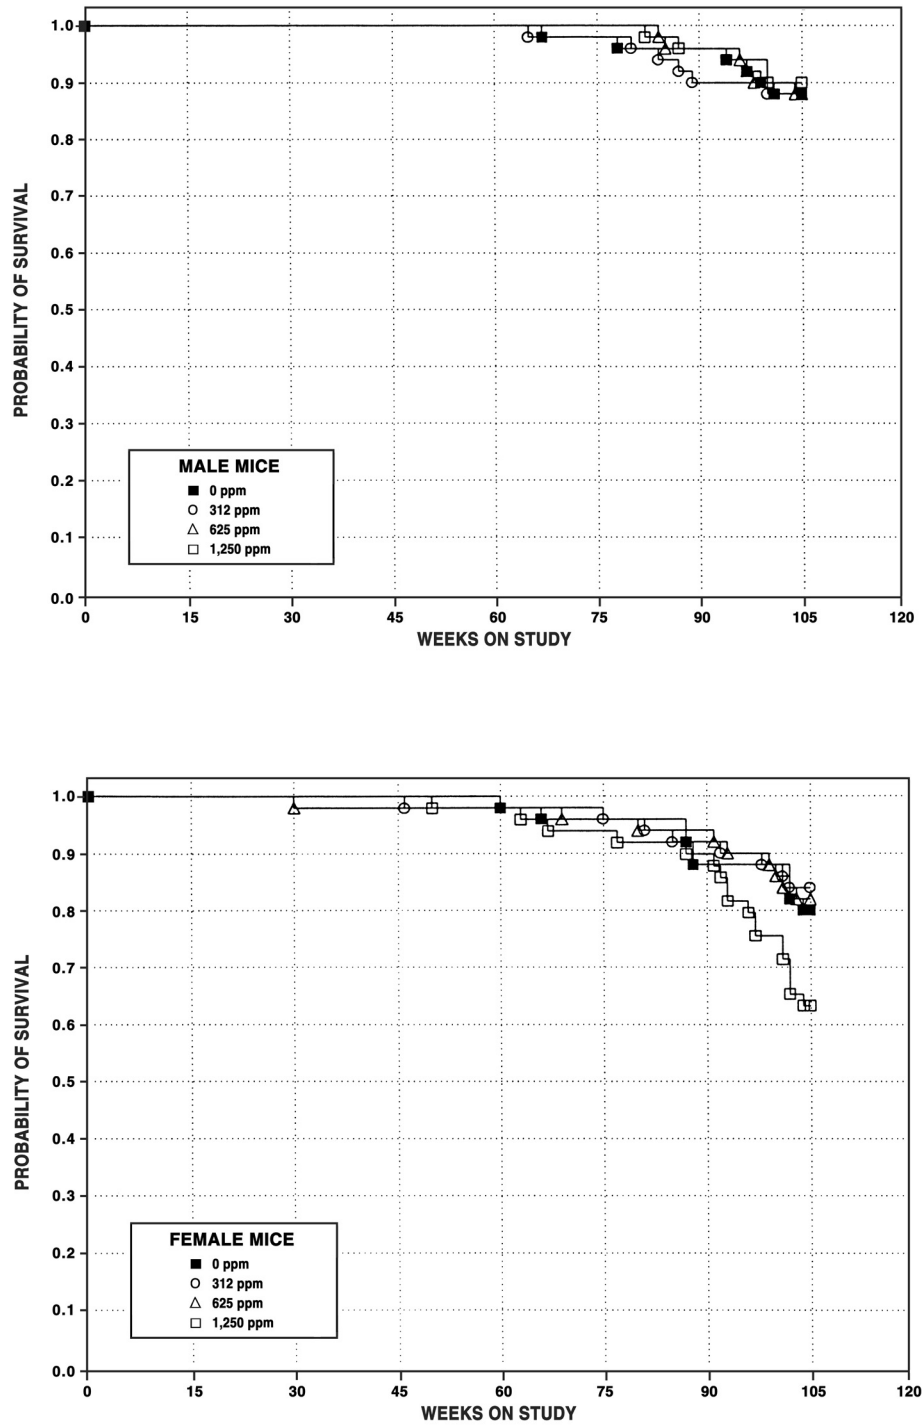 PROBABILITY OF SURVIVAL
1.0
0.9
0.8
0.7
0.6
0.5
0.4
0.3
0.2
0.1
0.0
MALE MICE
0 ppm
312 ppm
625 ppm
1,250 ppm
0 15 30 45 60 75 90 105 120
WEEKS ON STUDY
PROBABILITY OF SURVIVAL
1.0
0.9
0.8
0.7
0.6
0.5
0.4
0.3
0.2
0.1
0.0
FEMALE MICE
0 ppm
312 ppm
625 ppm
1,250 ppm
0 15 30 45 60 75 90 105 120
WEEKS ON STUDY